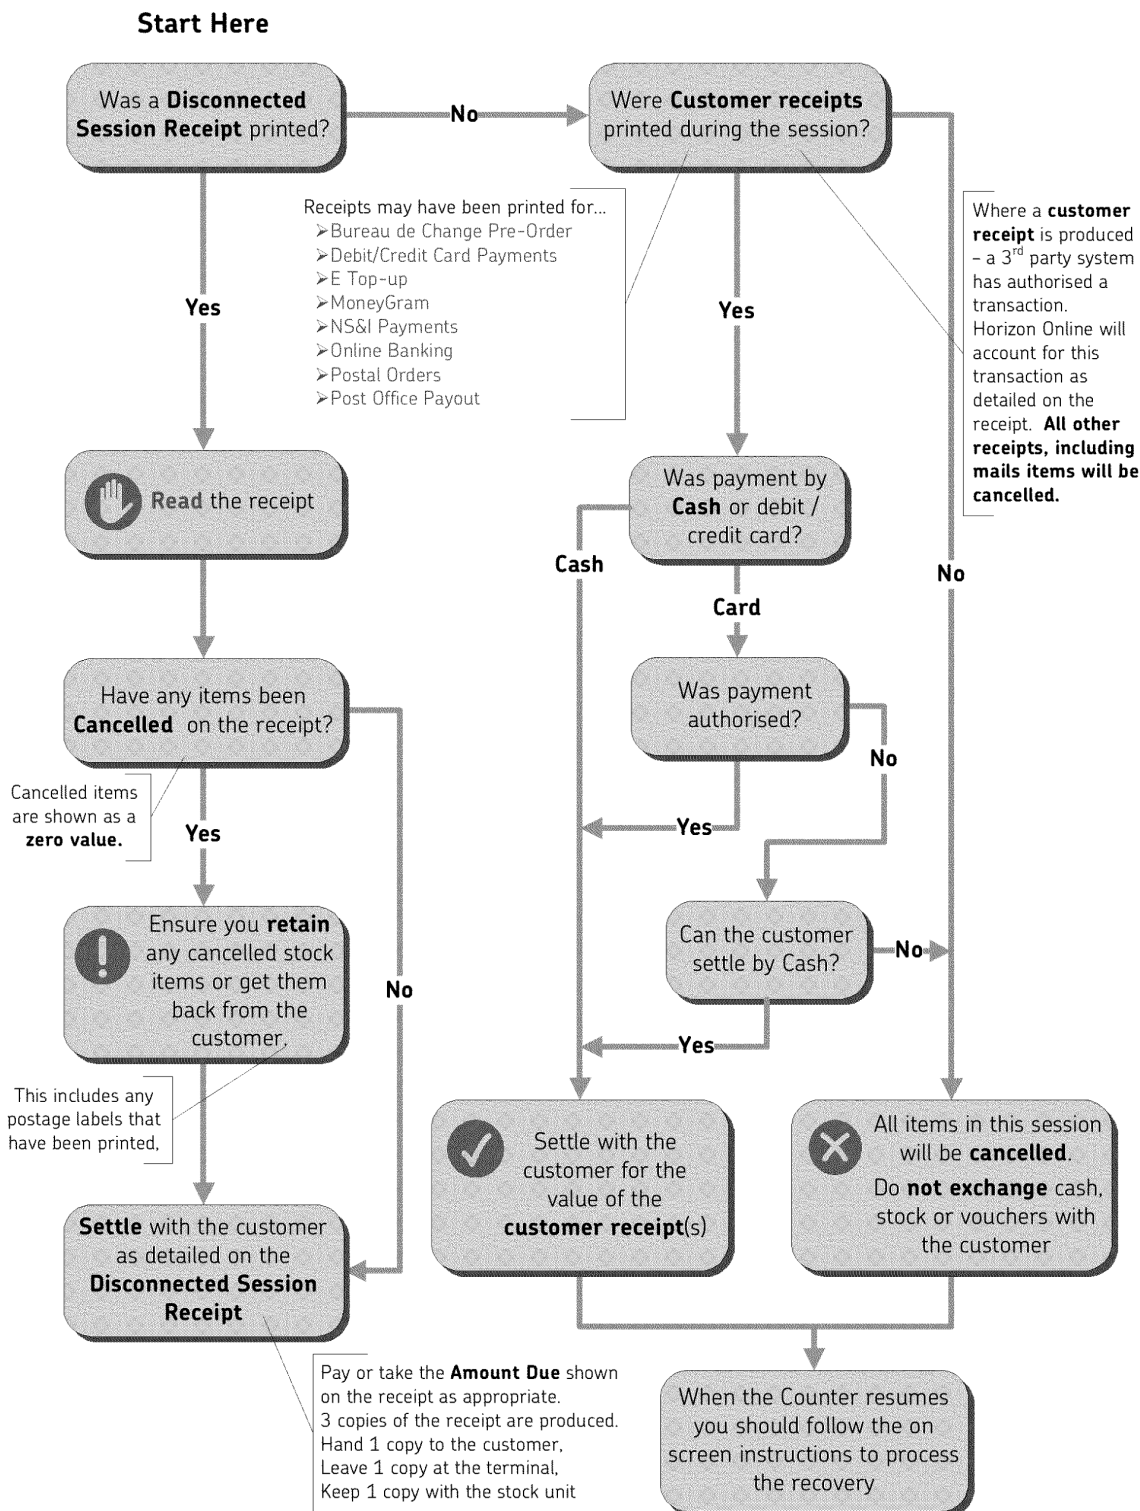 Start Here
Was a Disconnected
Session Receipt printed?
No
Were Customer receipts
printed during the session?
Receipts may have been printed for...
➢Bureau de Change Pre-Order
➢Debit/Credit Card Payments
➢E Top-up
➢MoneyGram
➢NS&I Payments
➢Online Banking
➢Postal Orders
➢Post Office Payout
Where a customer
receipt is produced
– a 3rd party system
has authorised a
transaction.
Horizon Online will
account for this
transaction as
detailed on the
receipt. All other
receipts, including
mails items will be
cancelled.
Yes
Yes
Read the receipt
Was payment by
Cash or debit /
credit card?
Cash
No
Card
Have any items been
Cancelled on the receipt?
Was payment
authorised?
No
Cancelled items
are shown as a
zero value.
Yes
Yes
Ensure you retain
any cancelled stock
items or get them
back from the
customer.
No
Can the customer
settle by Cash?
No
Yes
This includes any
postage labels that
have been printed,
Settle with the customer
as detailed on the
Disconnected Session
Receipt
Settle with the
customer for the
value of the
customer receipt(s)
All items in this session
will be cancelled.
Do not exchange cash,
stock or vouchers with
the customer
Pay or take the Amount Due shown
on the receipt as appropriate.
3 copies of the receipt are produced.
Hand 1 copy to the customer,
Leave 1 copy at the terminal,
Keep 1 copy with the stock unit
When the Counter resumes
you should follow the on
screen instructions to process
the recovery